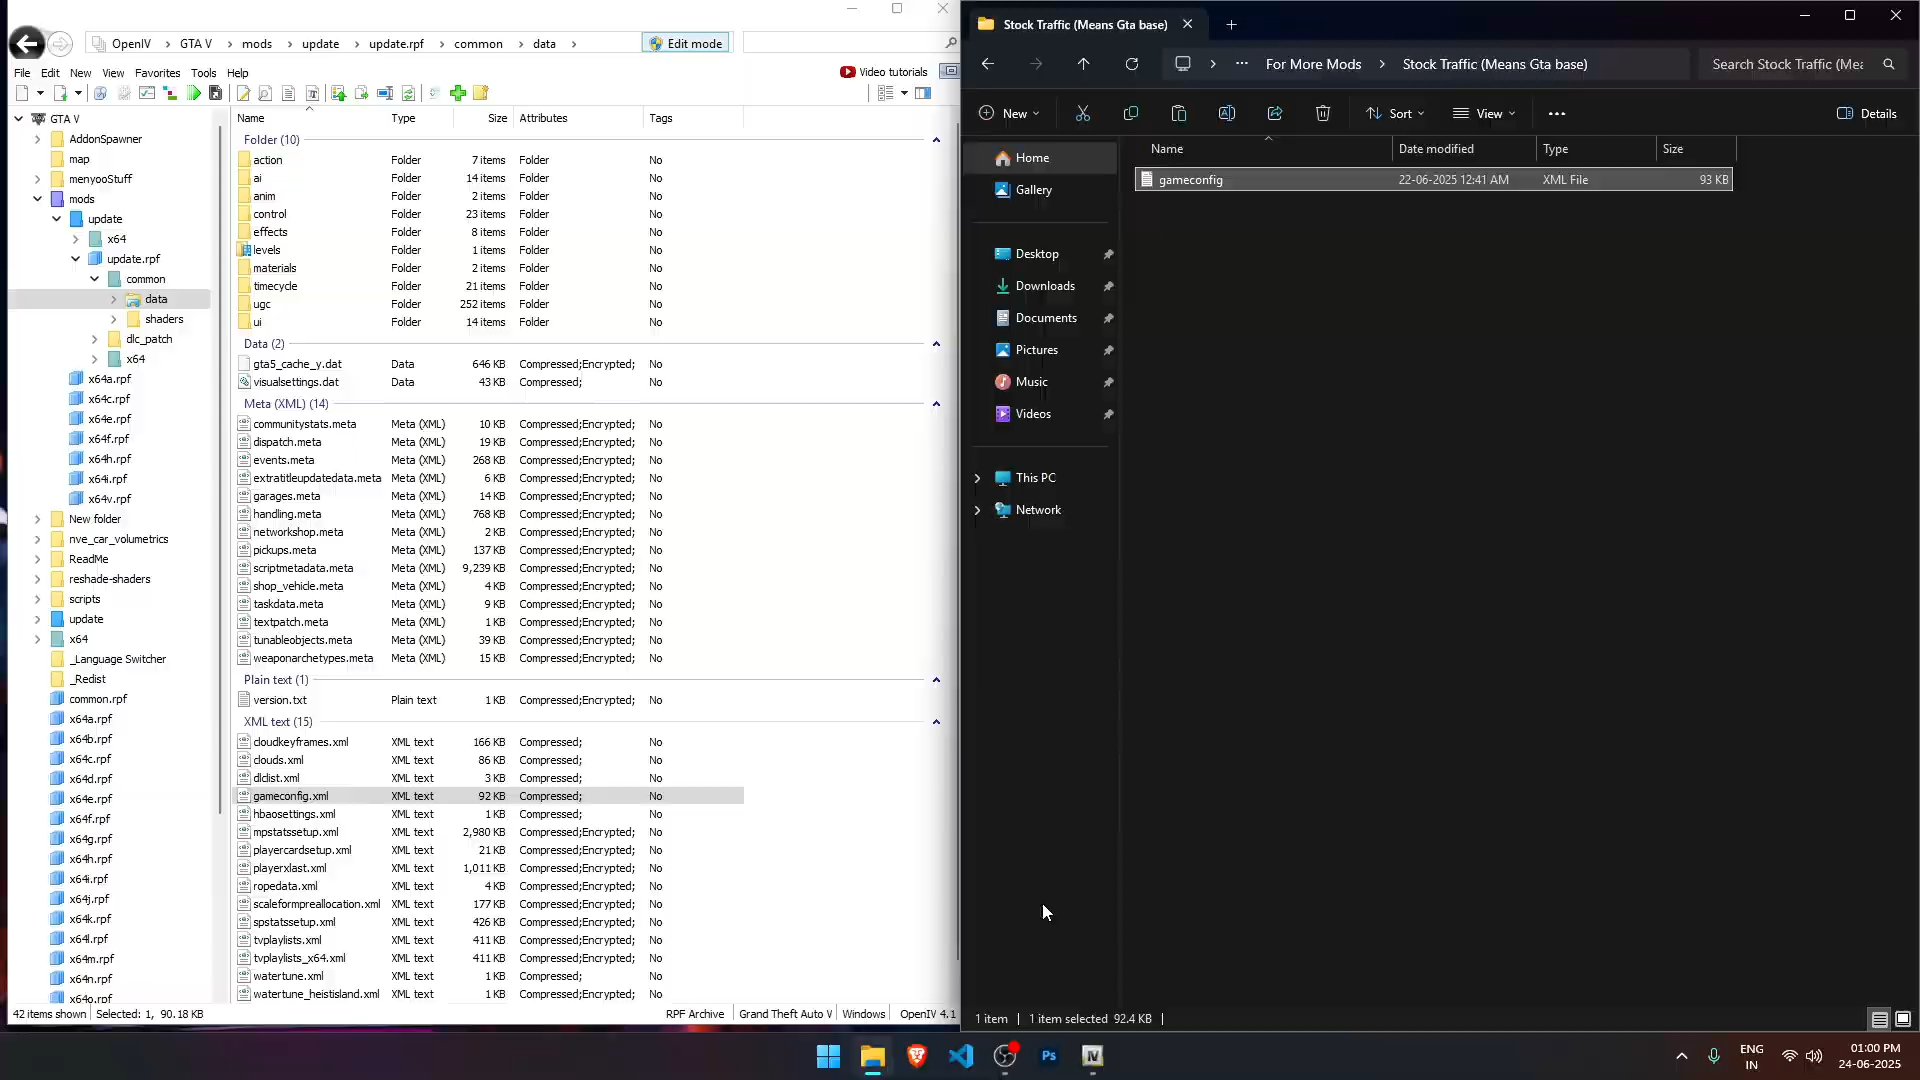 OpenIV › GTA V › mods › update › update.rpf › common › data ›
Edit mode
File Edit New View Favorites Tools Help
Video tutorials
GTA V
AddonSpawner
map
menyooStuff
mods
update
x64
update.rpf
common
data
shaders
dlc_patch
x64
x64a.rpf
x64c.rpf
x64e.rpf
x64f.rpf
x64h.rpf
x64i.rpf
x64v.rpf
New folder
nve_car_volumetrics
ReadMe
reshade-shaders
scripts
update
x64
_Language Switcher
_Redist
common.rpf
x64a.rpf
x64b.rpf
x64c.rpf
x64d.rpf
x64e.rpf
x64f.rpf
x64g.rpf
x64h.rpf
x64i.rpf
x64j.rpf
x64k.rpf
x64l.rpf
x64m.rpf
x64n.rpf
x64o.rpf
Name Type Size Attributes Tags
Folder (10)
action Folder 7 items Folder No
ai Folder 14 items Folder No
anim Folder 2 items Folder No
control Folder 23 items Folder No
effects Folder 8 items Folder No
levels Folder 1 items Folder No
materials Folder 2 items Folder No
timecycle Folder 21 items Folder No
ugc Folder 252 items Folder No
ui Folder 14 items Folder No
Data (2)
gta5_cache_y.dat Data 646 KB Compressed;Encrypted; No
visualsettings.dat Data 43 KB Compressed; No
Meta (XML) (14)
communitystats.meta Meta (XML) 10 KB Compressed;Encrypted; No
dispatch.meta Meta (XML) 19 KB Compressed;Encrypted; No
events.meta Meta (XML) 268 KB Compressed;Encrypted; No
extratitleupdatedata.meta Meta (XML) 6 KB Compressed;Encrypted; No
garages.meta Meta (XML) 14 KB Compressed;Encrypted; No
handling.meta Meta (XML) 768 KB Compressed;Encrypted; No
networkshop.meta Meta (XML) 2 KB Compressed;Encrypted; No
pickups.meta Meta (XML) 137 KB Compressed;Encrypted; No
scriptmetadata.meta Meta (XML) 9,239 KB Compressed;Encrypted; No
shop_vehicle.meta Meta (XML) 4 KB Compressed;Encrypted; No
taskdata.meta Meta (XML) 9 KB Compressed;Encrypted; No
textpatch.meta Meta (XML) 1 KB Compressed;Encrypted; No
tunableobjects.meta Meta (XML) 39 KB Compressed;Encrypted; No
weaponarchetypes.meta Meta (XML) 15 KB Compressed;Encrypted; No
Plain text (1)
version.txt Plain text 1 KB Compressed;Encrypted; No
XML text (15)
cloudkeyframes.xml XML text 166 KB Compressed; No
clouds.xml XML text 86 KB Compressed; No
dlclist.xml XML text 3 KB Compressed; No
gameconfig.xml XML text 92 KB Compressed; No
hbaosettings.xml XML text 1 KB Compressed; No
mpstatssetup.xml XML text 2,980 KB Compressed;Encrypted; No
playercardsetup.xml XML text 21 KB Compressed;Encrypted; No
playerxlast.xml XML text 1,011 KB Compressed;Encrypted; No
ropedata.xml XML text 4 KB Compressed;Encrypted; No
scaleformpreallocation.xml XML text 177 KB Compressed;Encrypted; No
spstatssetup.xml XML text 426 KB Compressed;Encrypted; No
tvplaylists.xml XML text 411 KB Compressed;Encrypted; No
tvplaylists_x64.xml XML text 411 KB Compressed;Encrypted; No
watertune.xml XML text 1 KB Compressed; No
watertune_heistisland.xml XML text 1 KB Compressed;Encrypted; No
42 items shown Selected: 1, 90.18 KB RPF Archive Grand Theft Auto V Windows OpenIV 4.1
Stock Traffic (Means Gta base)
For More Mods › Stock Traffic (Means Gta base)
Search Stock Traffic (Mea
New Sort View Details
Name Date modified Type Size
gameconfig 22-06-2025 12:41 AM XML File 93 KB
Home
Gallery
Desktop
Downloads
Documents
Pictures
Music
Videos
This PC
Network
1 item 1 item selected 92.4 KB
Ps
IV
ENG
IN
01:00 PM
24-06-2025